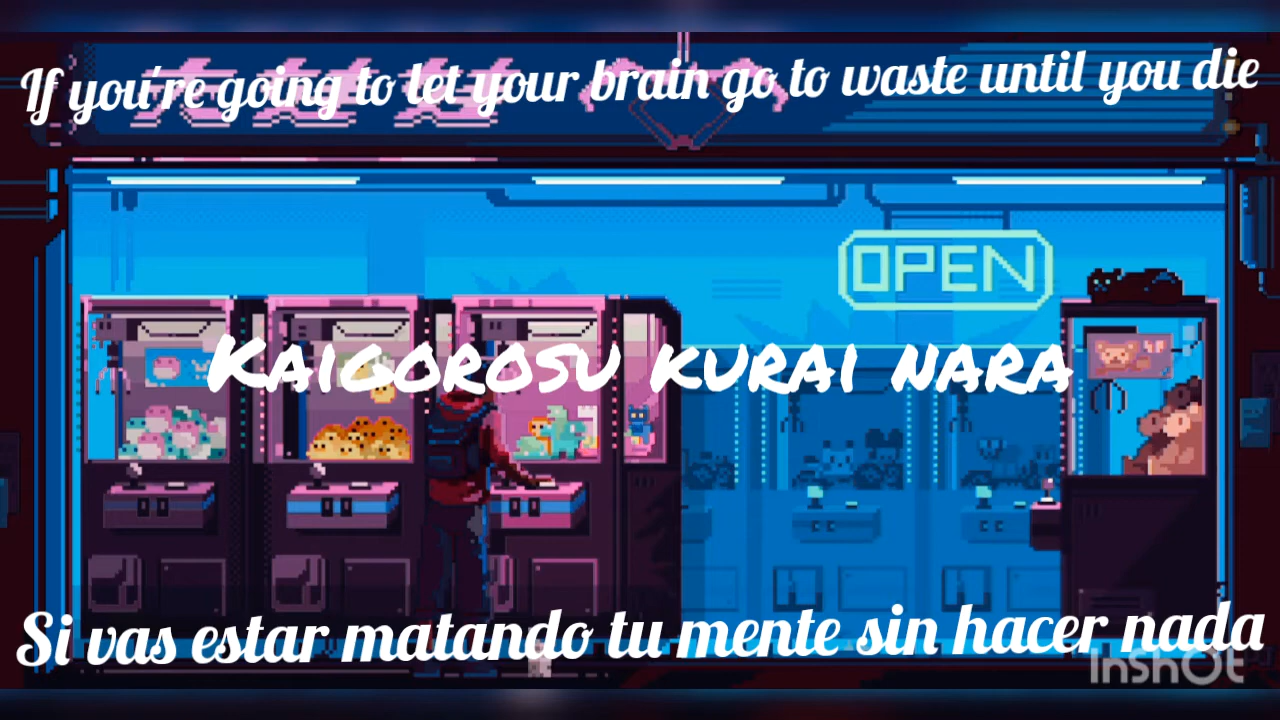 If you're going to let your brain go to waste until you die
OPEN
Kaigorosu kurai nara
Si vas estar matando tu mente sin hacer nada
InShOt